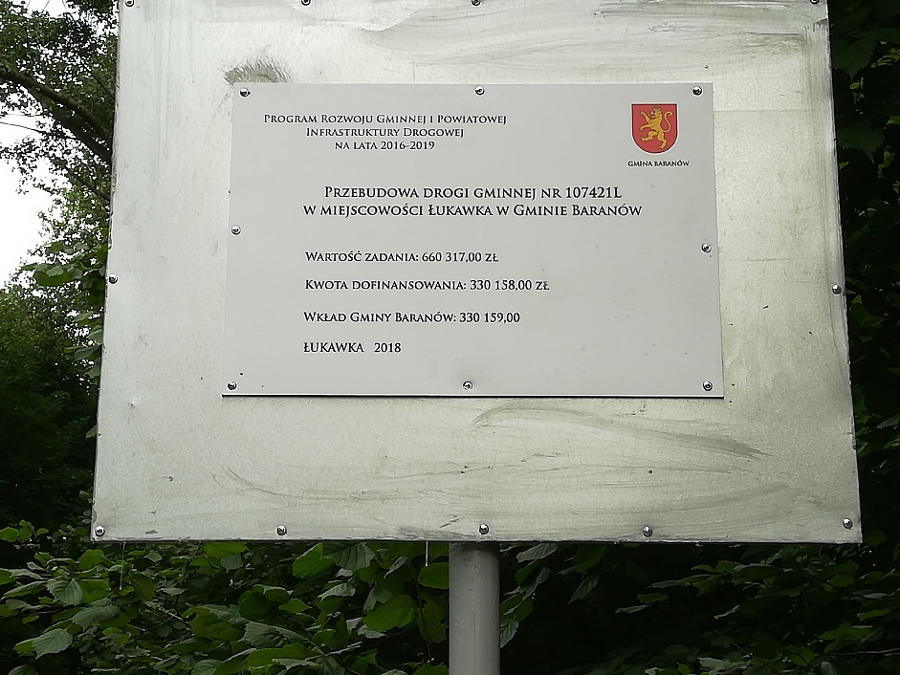 Program Rozwoju Gminnej i Powiatowej
Infrastruktury Drogowej
na lata 2016-2019
Gmina Baranów
Przebudowa drogi gminnej nr 107421L
w miejscowości Łukawka w Gminie Baranów
Wartość zadania: 660 317,00 zł
Kwota dofinansowania: 330 158,00 zł
Wkład Gminy Baranów: 330 159,00
Łukawka 2018